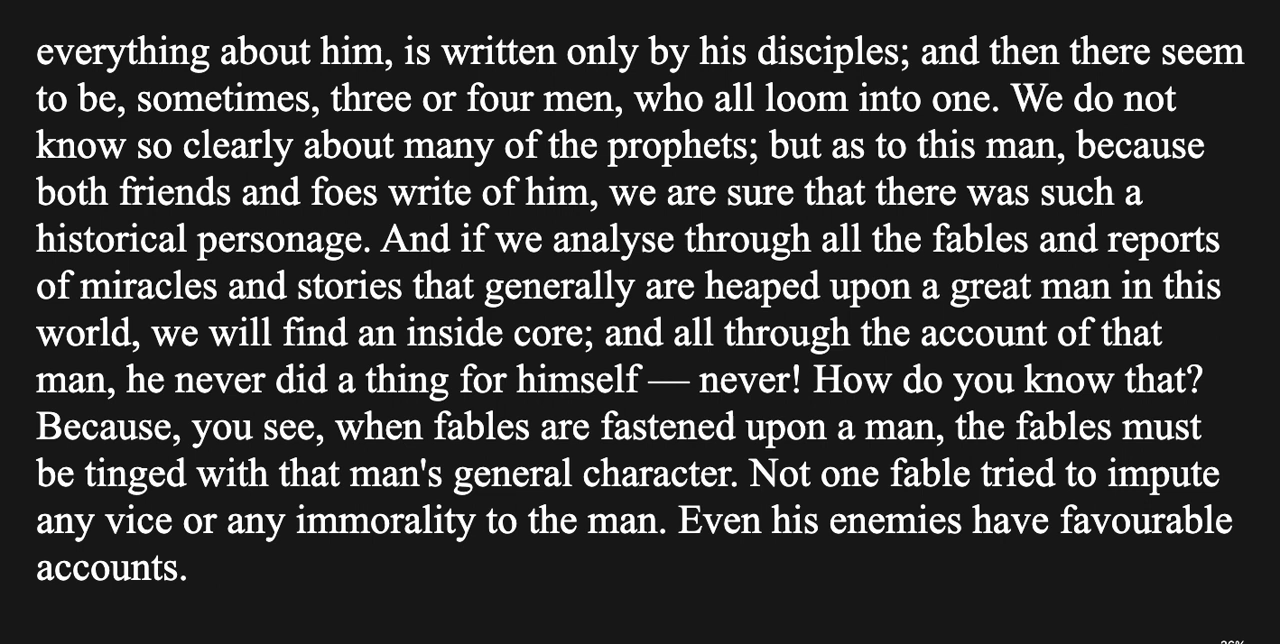 everything about him, is written only by his disciples; and then there seem
to be, sometimes, three or four men, who all loom into one. We do not
know so clearly about many of the prophets; but as to this man, because
both friends and foes write of him, we are sure that there was such a
historical personage. And if we analyse through all the fables and reports
of miracles and stories that generally are heaped upon a great man in this
world, we will find an inside core; and all through the account of that
man, he never did a thing for himself — never! How do you know that?
Because, you see, when fables are fastened upon a man, the fables must
be tinged with that man's general character. Not one fable tried to impute
any vice or any immorality to the man. Even his enemies have favourable
accounts.